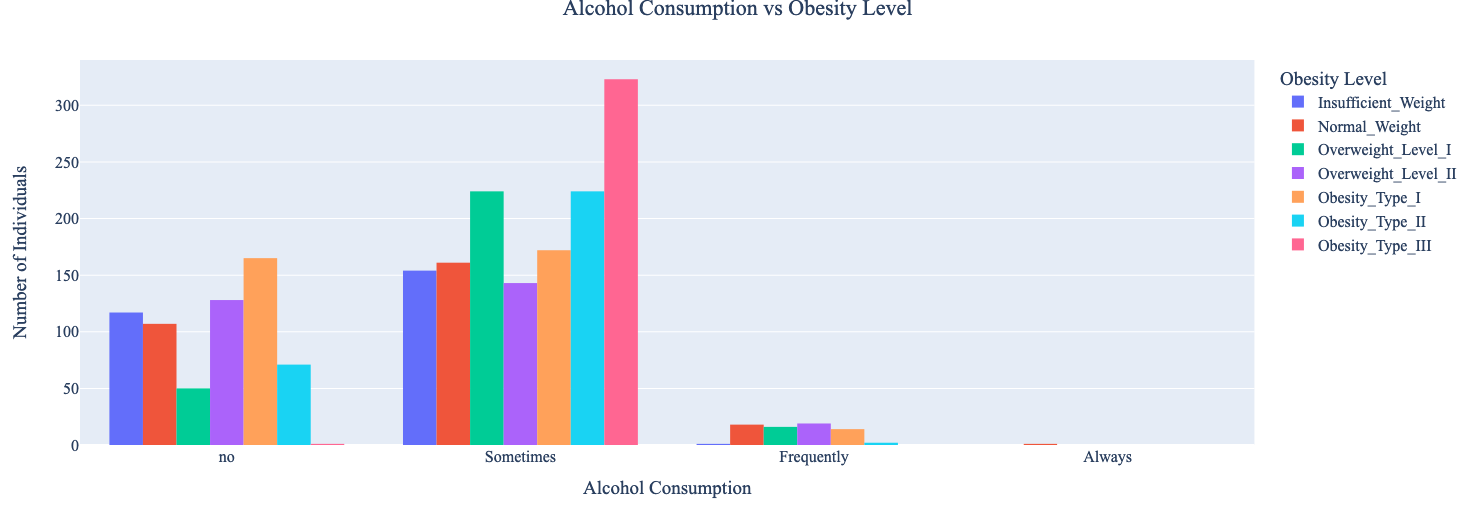 Alcohol Consumption vs Obesity Level
Number of Individuals
300
250
200
150
100
50
0
no
Sometimes
Frequently
Always
Alcohol Consumption
Obesity Level
Insufficient_Weight
Normal_Weight
Overweight_Level_I
Overweight_Level_II
Obesity_Type_I
Obesity_Type_II
Obesity_Type_III